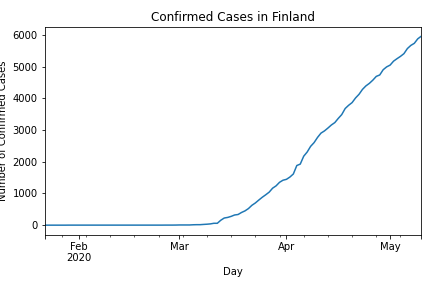 Confirmed Cases in Finland
Number of Confirmed Cases
6000
5000
4000
3000
2000
1000
0
Feb
2020
Mar
Apr
May
Day